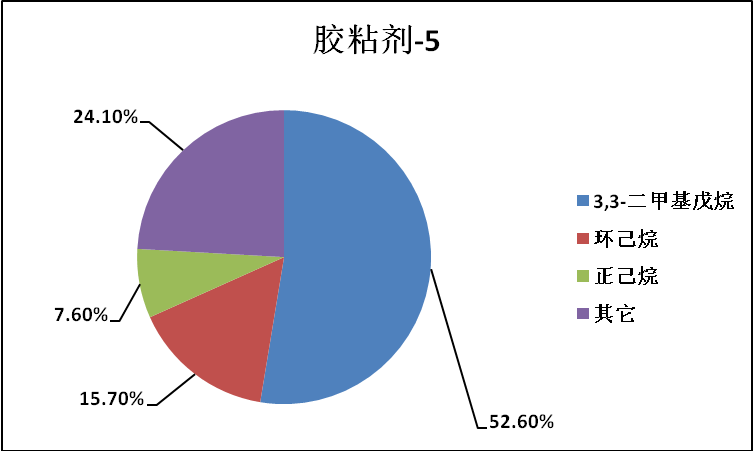 胶粘剂-5
24.10%
7.60%
15.70%
52.60%
3,3-二甲基戊烷
环己烷
正己烷
其它